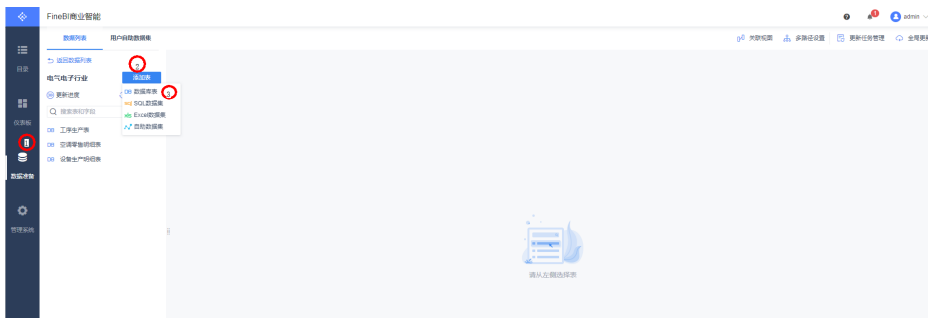 FineBI商业智能
admin
数据列表 用户自助数据集
关联视图 多路径设置 更新任务管理 全局更新
目录
返回数据列表
2
电气电子行业
添加表
更新进度
数据库表
3
SQL数据集
搜索表和字段
Excel数据集
仪表板
自助数据集
工序生产表
1
空调零售明细表
设备生产明细表
数据准备
管理系统
请从左侧选择表